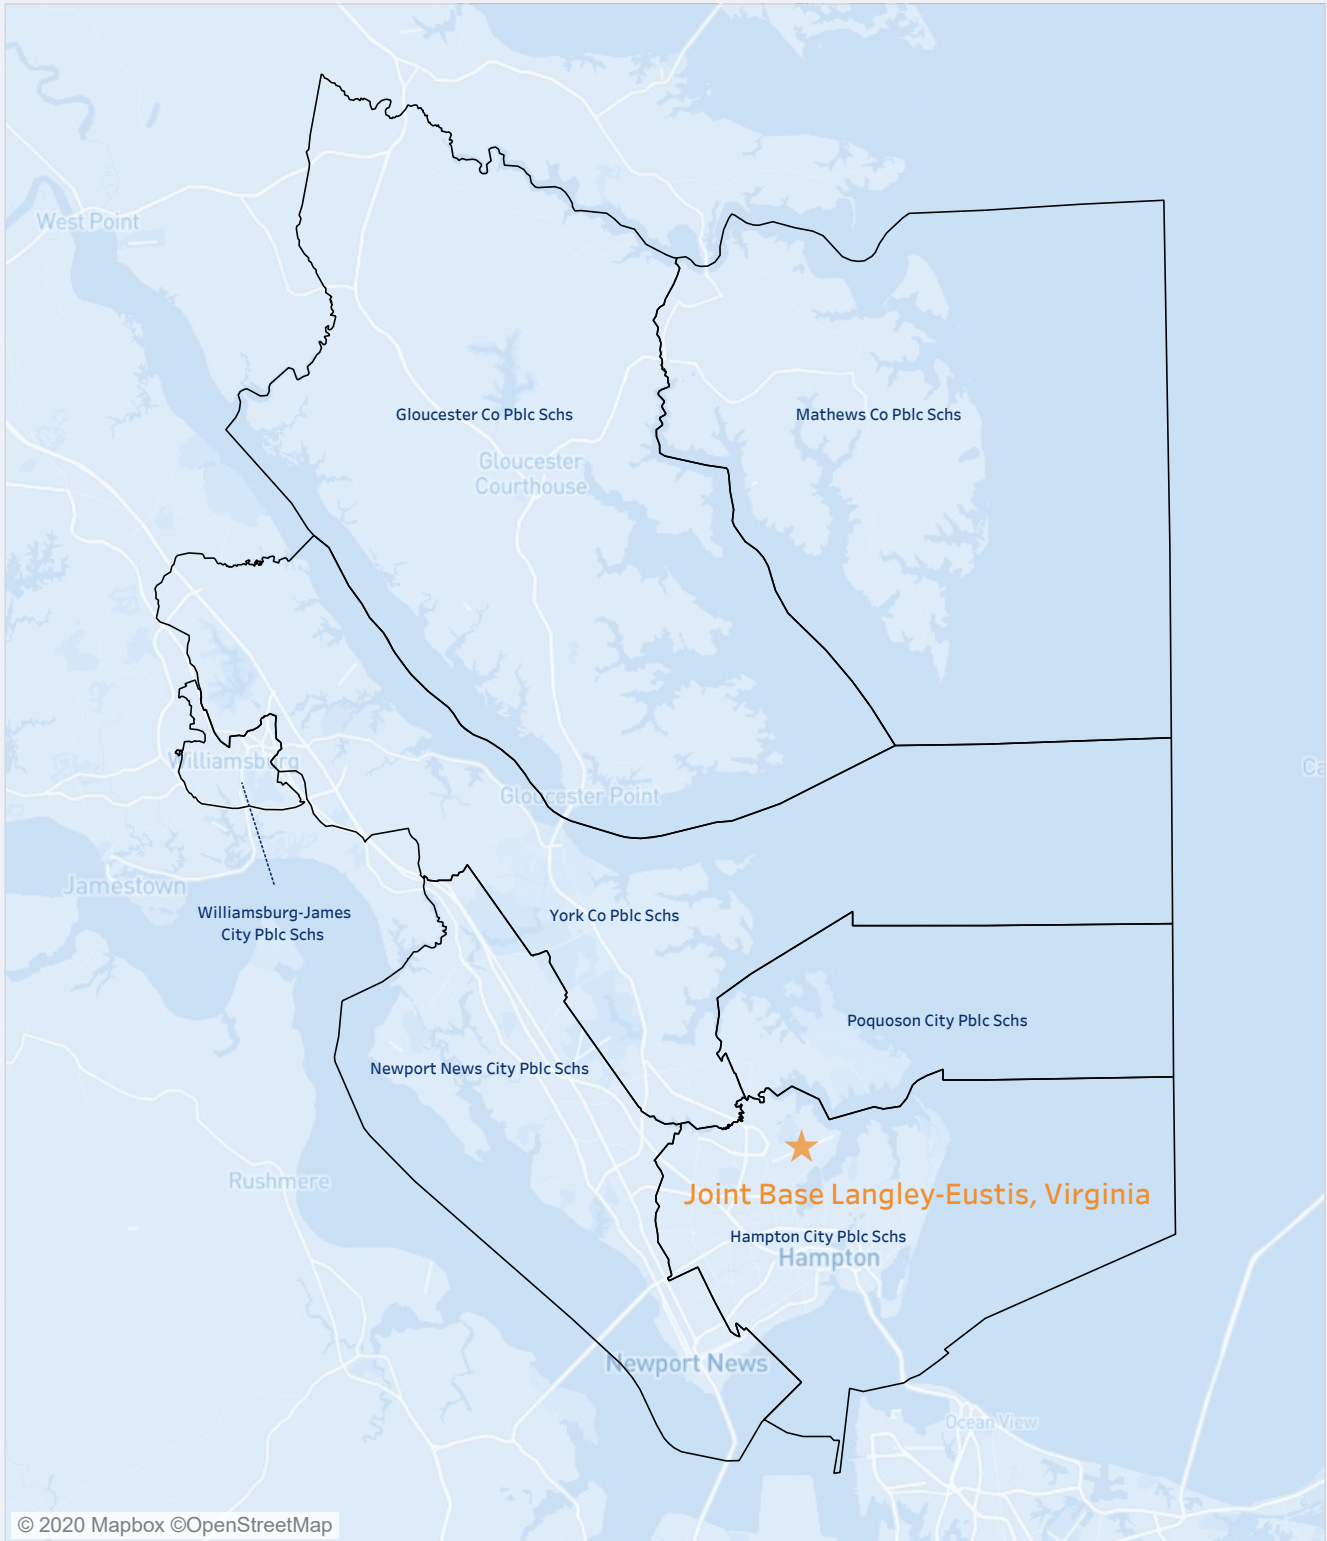 West Point
Gloucester Co Pblc Schs
Mathews Co Pblc Schs
Gloucester
Courthouse
Williamsburg
Ca
Gloucester Point
Jamestown
Williamsburg-James
City Pblc Schs
York Co Pblc Schs
Poquoson City Pblc Schs
Newport News City Pblc Schs
Rushmere
Joint Base Langley-Eustis, Virginia
Hampton City Pblc Schs
Hampton
Newport News
Ocean View
© 2020 Mapbox ©OpenStreetMap